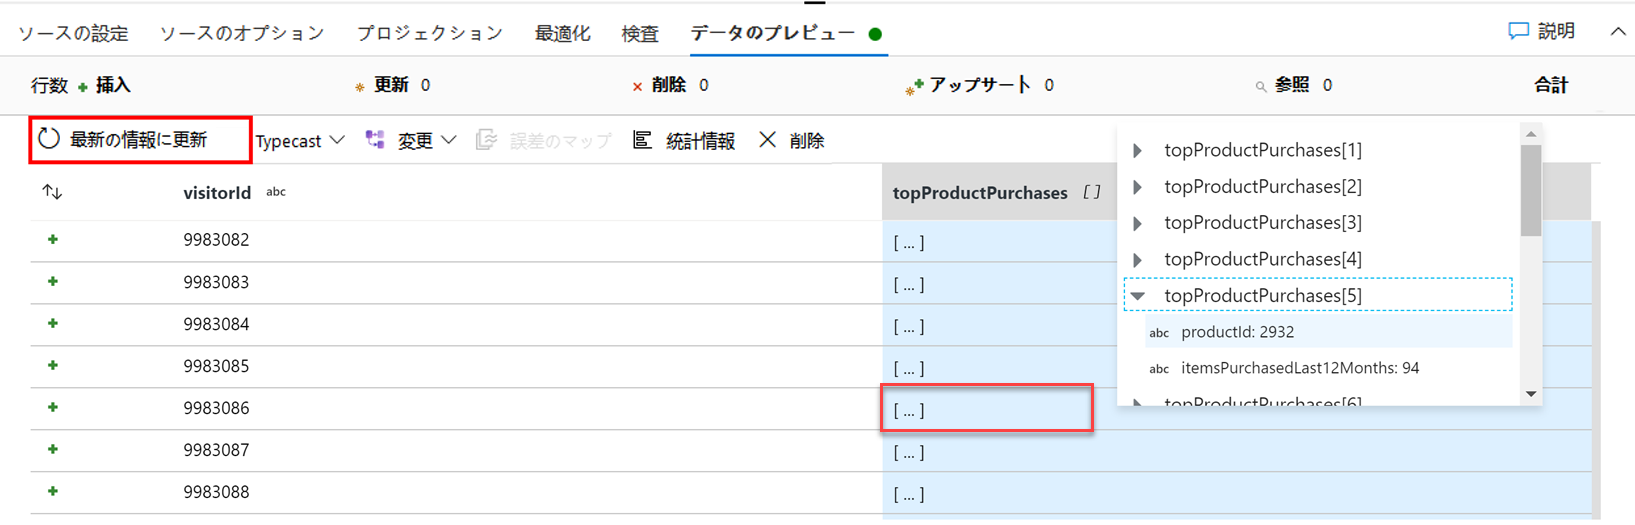 ソースの設定 ソースのオプション プロジェクション 最適化 検査 データのプレビュー 説明
行数 挿入 更新 0 削除 0 アップサート 0 参照 0 合計
最新の情報に更新 Typecast 変更 誤差のマップ 統計情報 削除
visitorId abc topProductPurchases []
9983082 [ ... ]
9983083 [ ... ]
9983084 [ ... ]
9983085 [ ... ]
9983086 [ ... ]
9983087 [ ... ]
9983088 [ ... ]
topProductPurchases[1]
topProductPurchases[2]
topProductPurchases[3]
topProductPurchases[4]
topProductPurchases[5]
abc productId: 2932
abc itemsPurchasedLast12Months: 94
topProductPurchases[6]